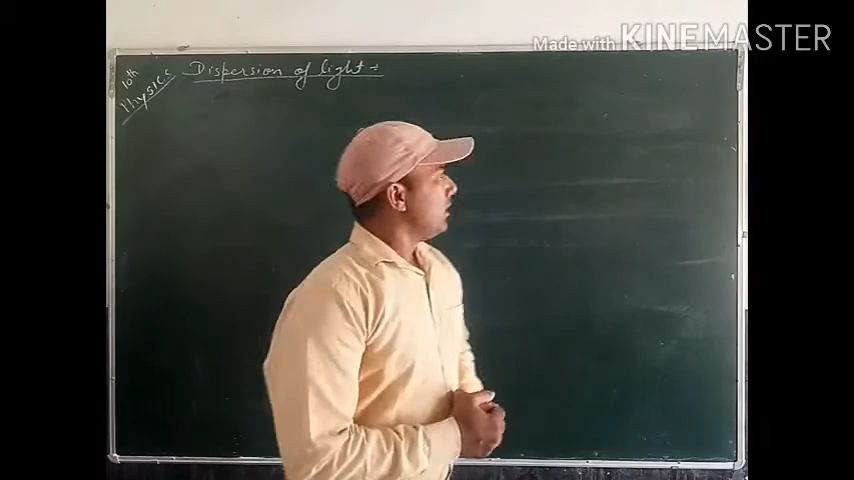 Made with KINEMASTER
10th
Physics
Dispersion of light :-